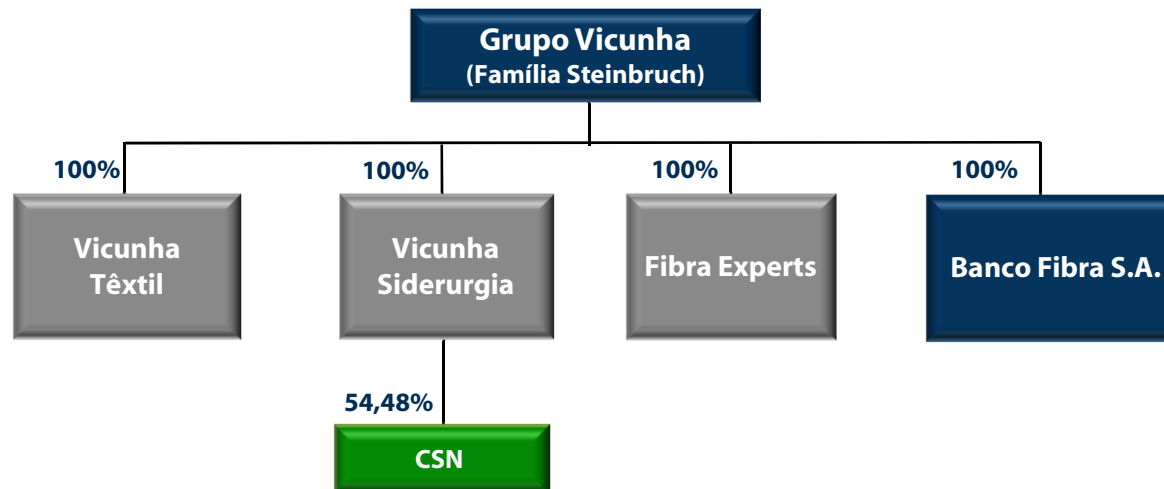 Grupo Vicunha
(Família Steinbruch)
100%
100%
100%
100%
Vicunha
Têxtil
Vicunha
Siderurgia
Fibra Experts
Banco Fibra S.A.
54,48%
CSN